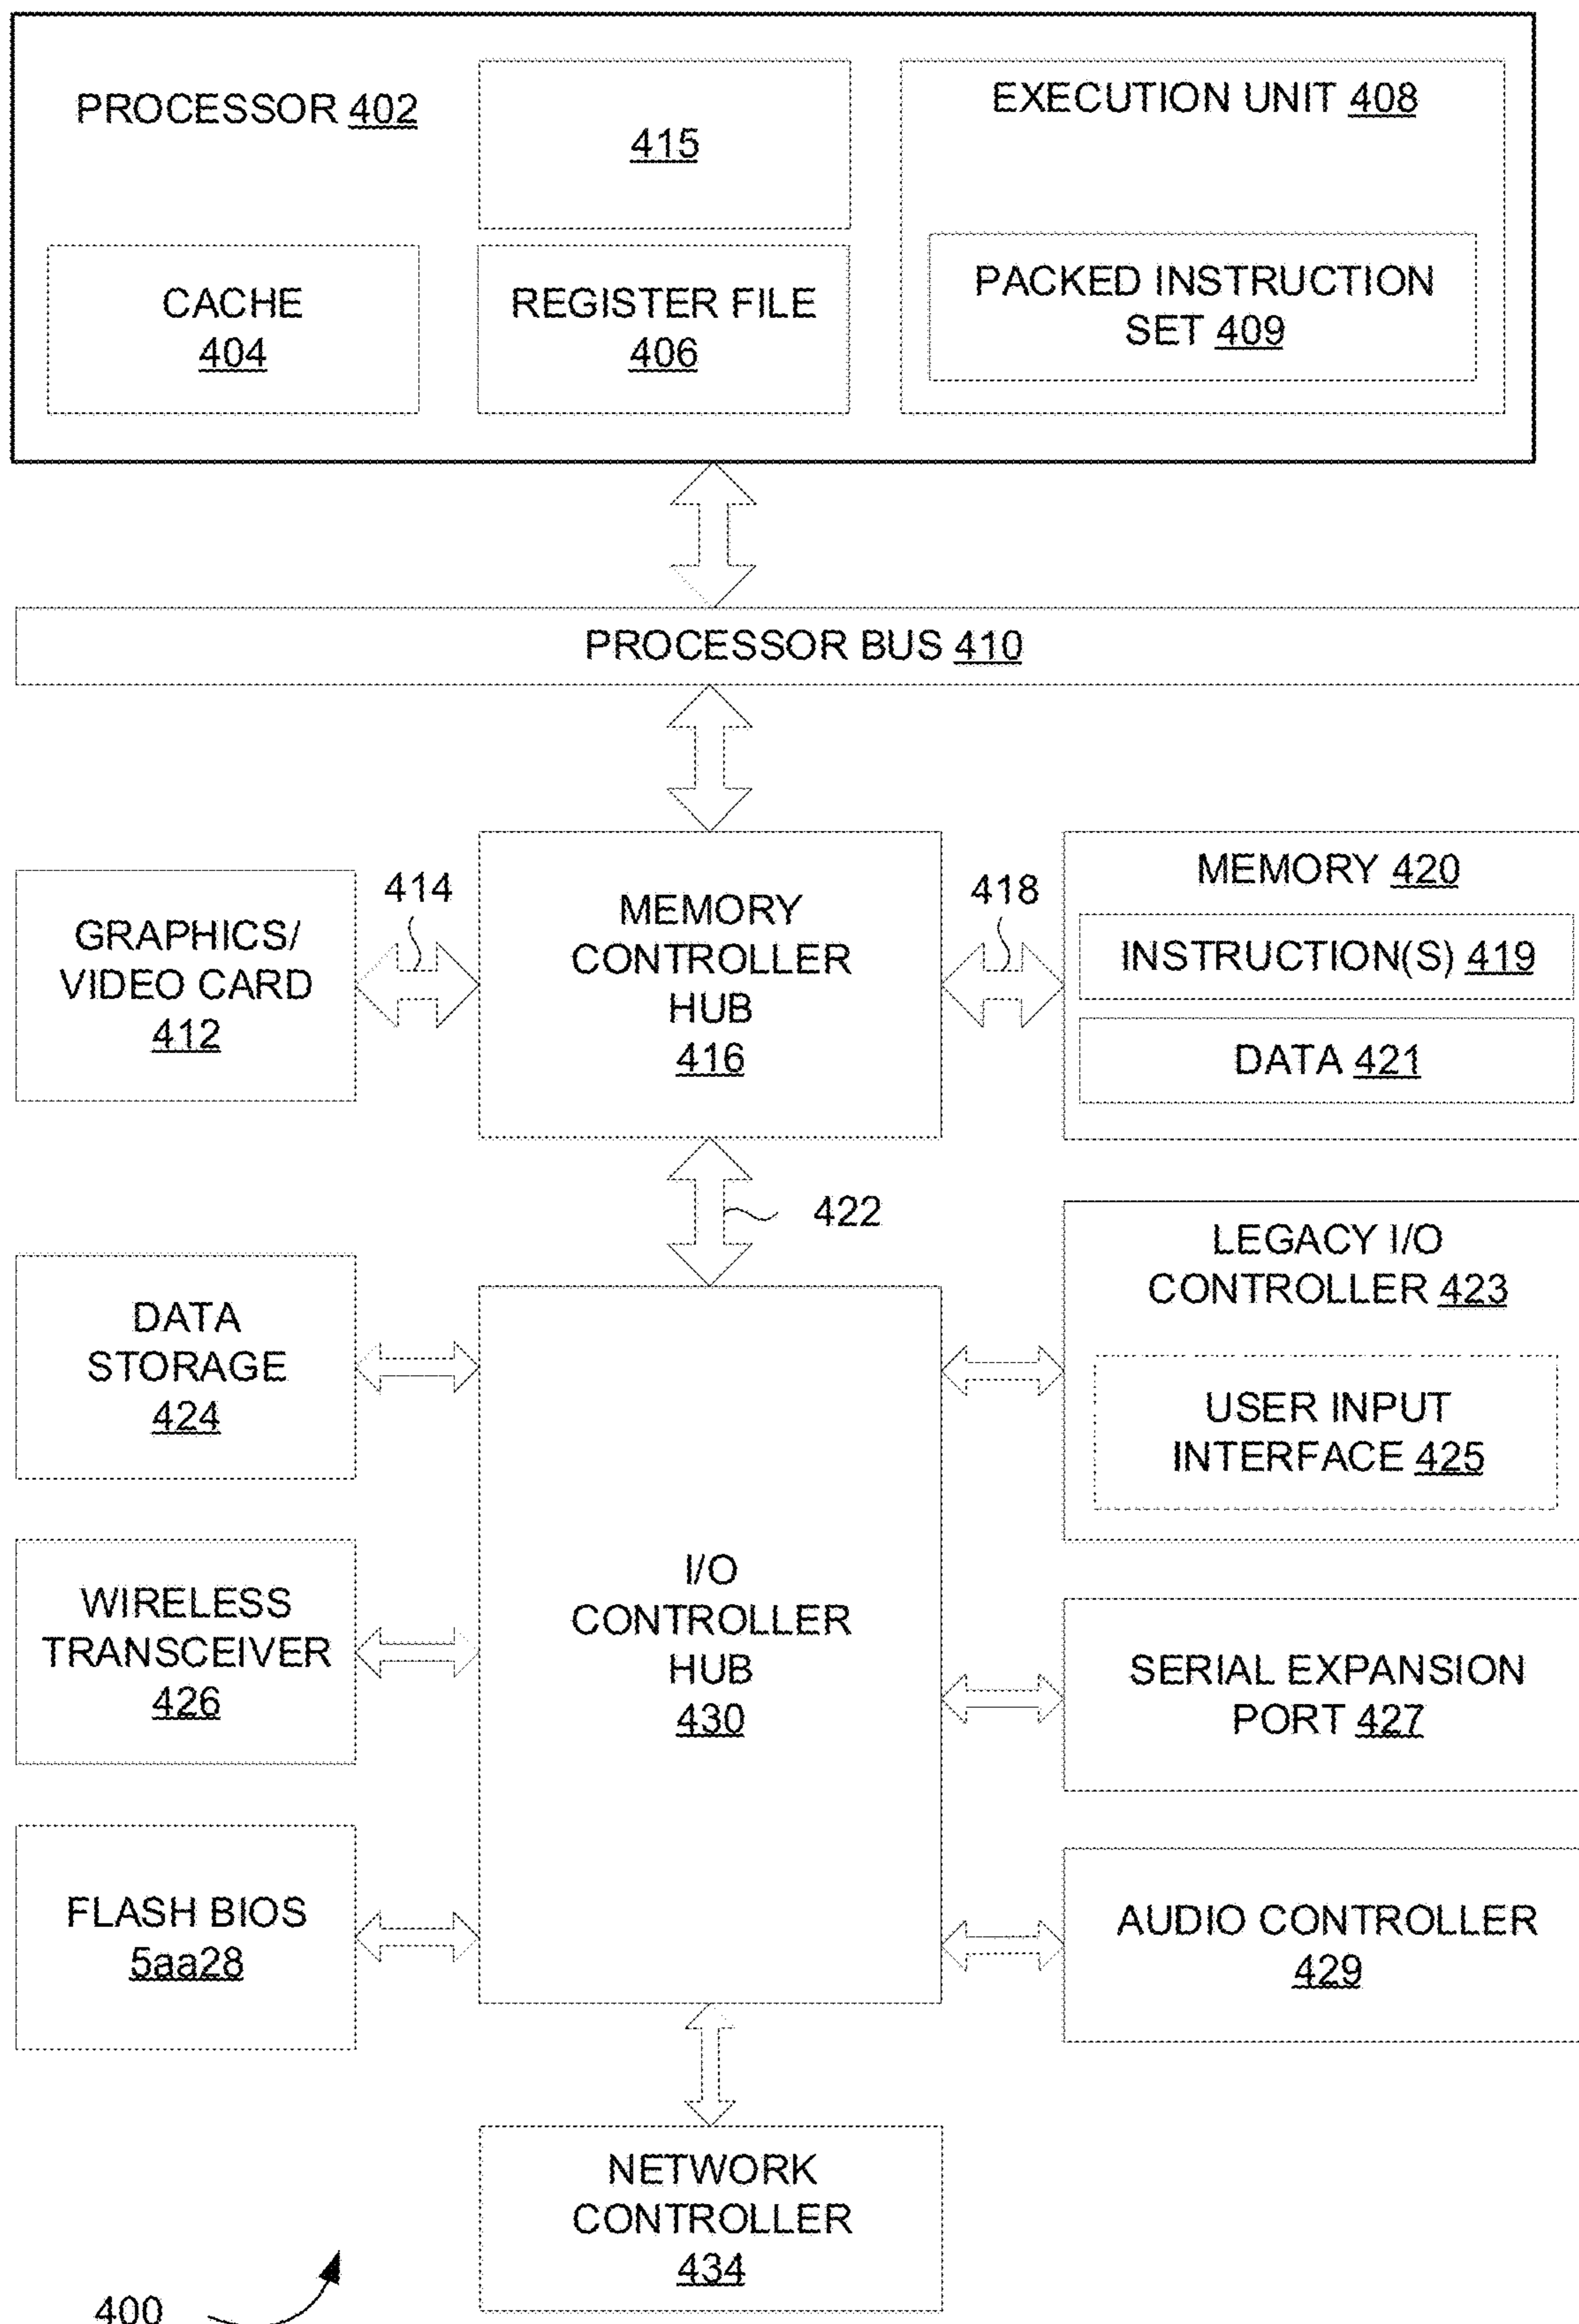 PROCESSOR 402
415
EXECUTION UNIT 408
CACHE
404
REGISTER FILE
406
PACKED INSTRUCTION
SET 409
PROCESSOR BUS 410
GRAPHICS/
VIDEO CARD
412
414
MEMORY
CONTROLLER
HUB
416
418
MEMORY 420
INSTRUCTION(S) 419
DATA 421
422
DATA
STORAGE
424
LEGACY I/O
CONTROLLER 423
USER INPUT
INTERFACE 425
WIRELESS
TRANSCEIVER
426
I/O
CONTROLLER
HUB
430
SERIAL EXPANSION
PORT 427
FLASH BIOS
5aa28
AUDIO CONTROLLER
429
NETWORK
CONTROLLER
434
400